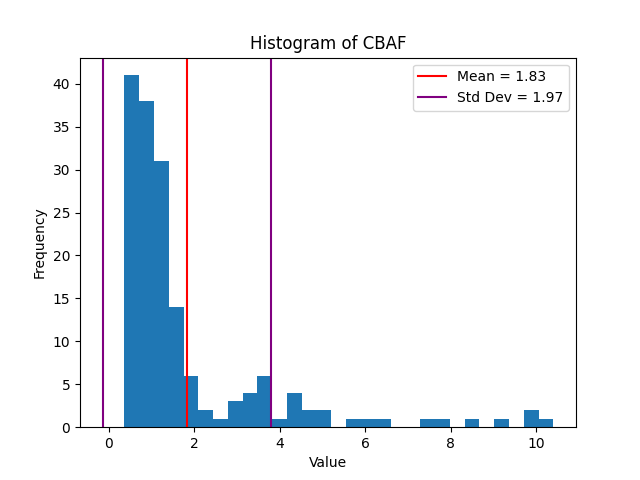 Histogram of CBAF
Mean = 1.83
Std Dev = 1.97
Frequency
40
35
30
25
20
15
10
5
0
0 2 4 6 8 10
Value